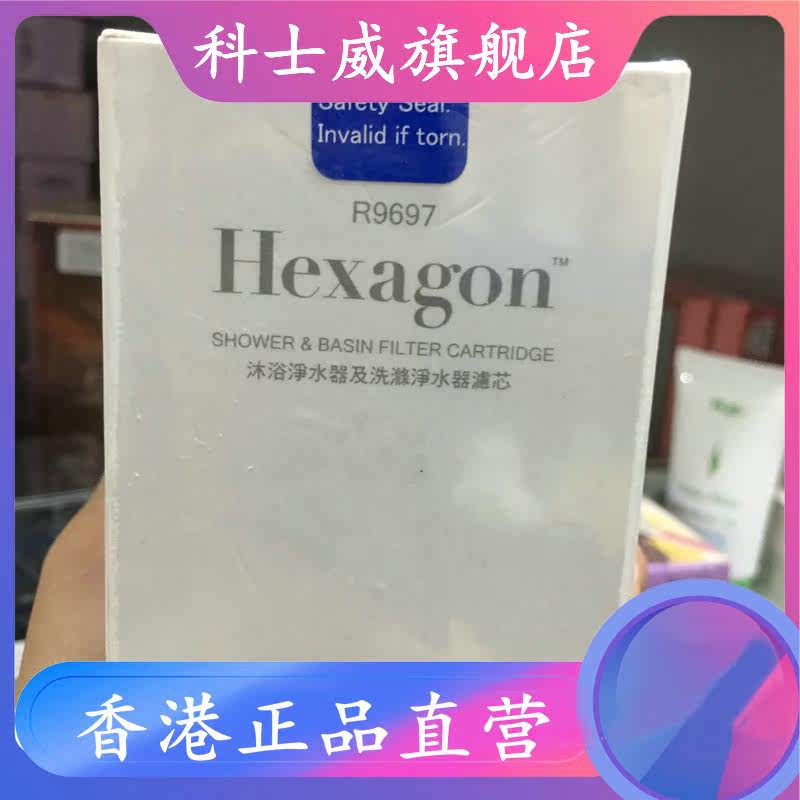 科士威旗舰店
Safety Seal.
Invalid if torn.
R9697
Hexagon™
SHOWER & BASIN FILTER CARTRIDGE
沐浴淨水器及洗滌淨水器濾芯
香港正品直营